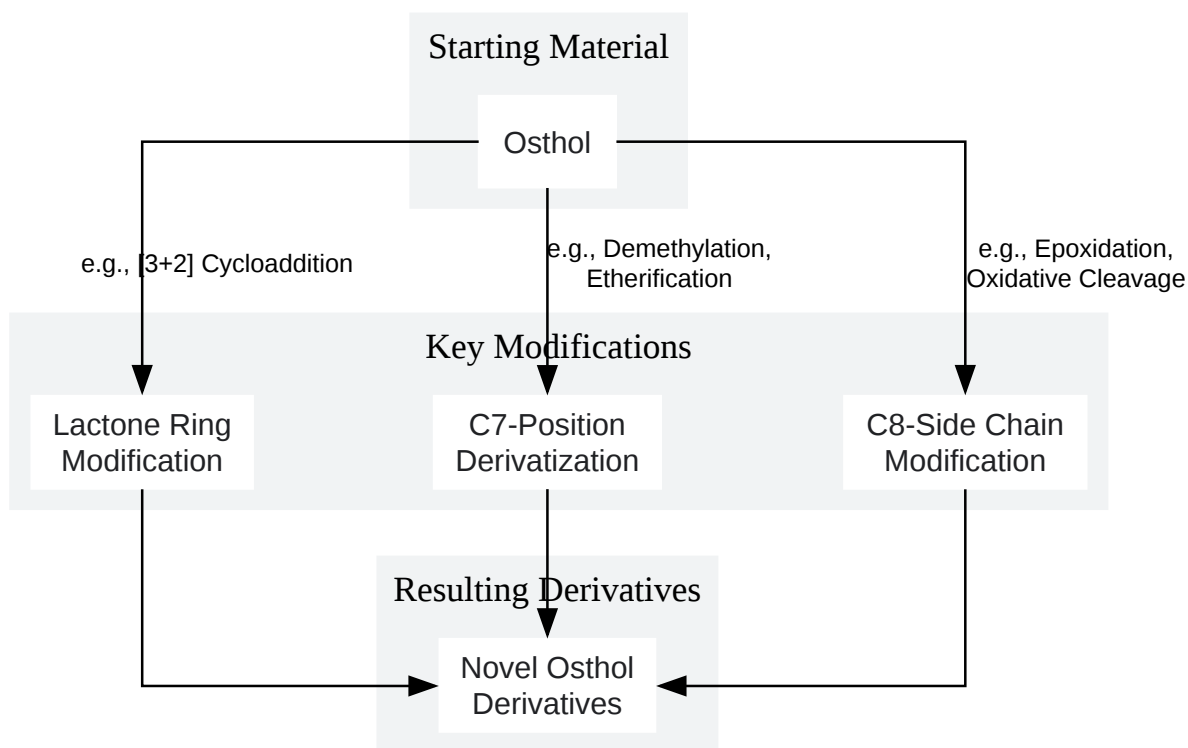 Starting Material
Osthol
e.g., [3+2] Cycloaddition
e.g., Demethylation,
Etherification
e.g., Epoxidation,
Oxidative Cleavage
Key Modifications
Lactone Ring
Modification
C7-Position
Derivatization
C8-Side Chain
Modification
Resulting Derivatives
Novel Osthol
Derivatives